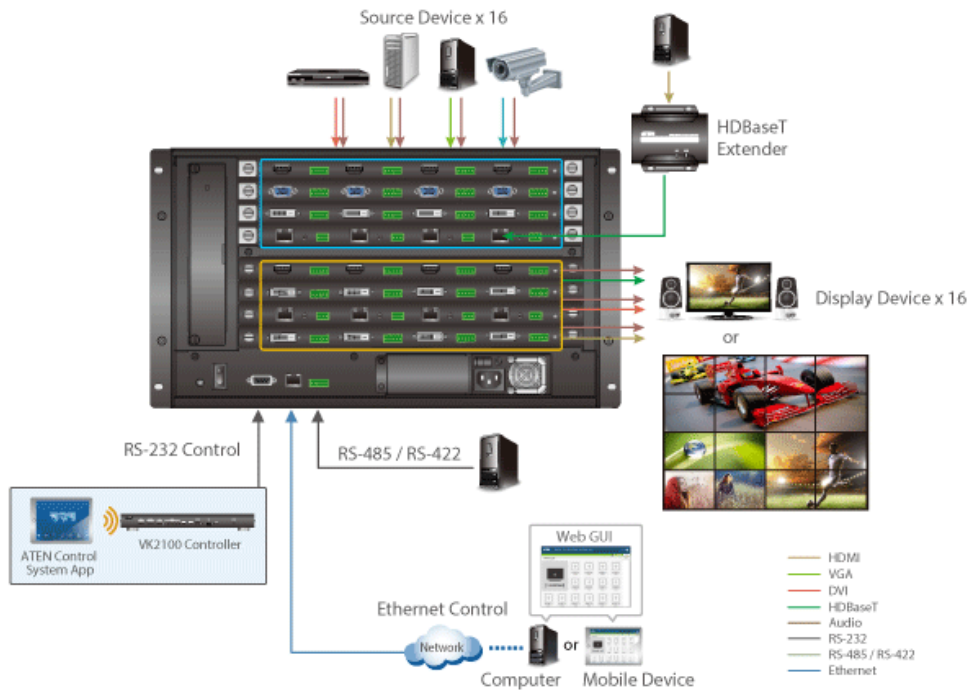 Source Device x 16
HDBaseT
Extender
Display Device x 16
or
RS-232 Control
RS-485 / RS-422
ATEN Control
System App
VK2100 Controller
Web GUI
Ethernet Control
Network
or
Computer
Mobile Device
HDMI
VGA
DVI
HDBaseT
Audio
RS-232
RS-485 / RS-422
Ethernet